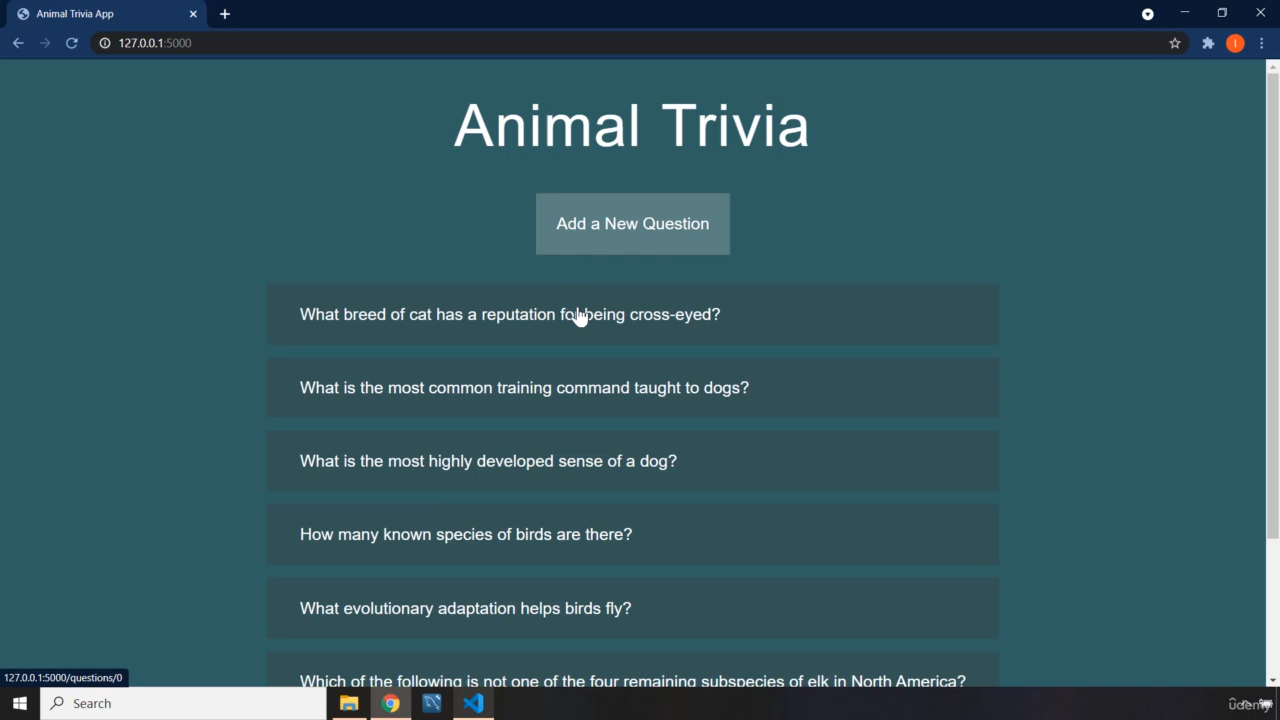 Animal Trivia App
127.0.0.1:5000
Animal Trivia
Add a New Question
What breed of cat has a reputation for being cross-eyed?
What is the most common training command taught to dogs?
What is the most highly developed sense of a dog?
How many known species of birds are there?
What evolutionary adaptation helps birds fly?
Which of the following is not one of the four remaining subspecies of elk in North America?
127.0.0.1:5000/questions/0
Search
udemy